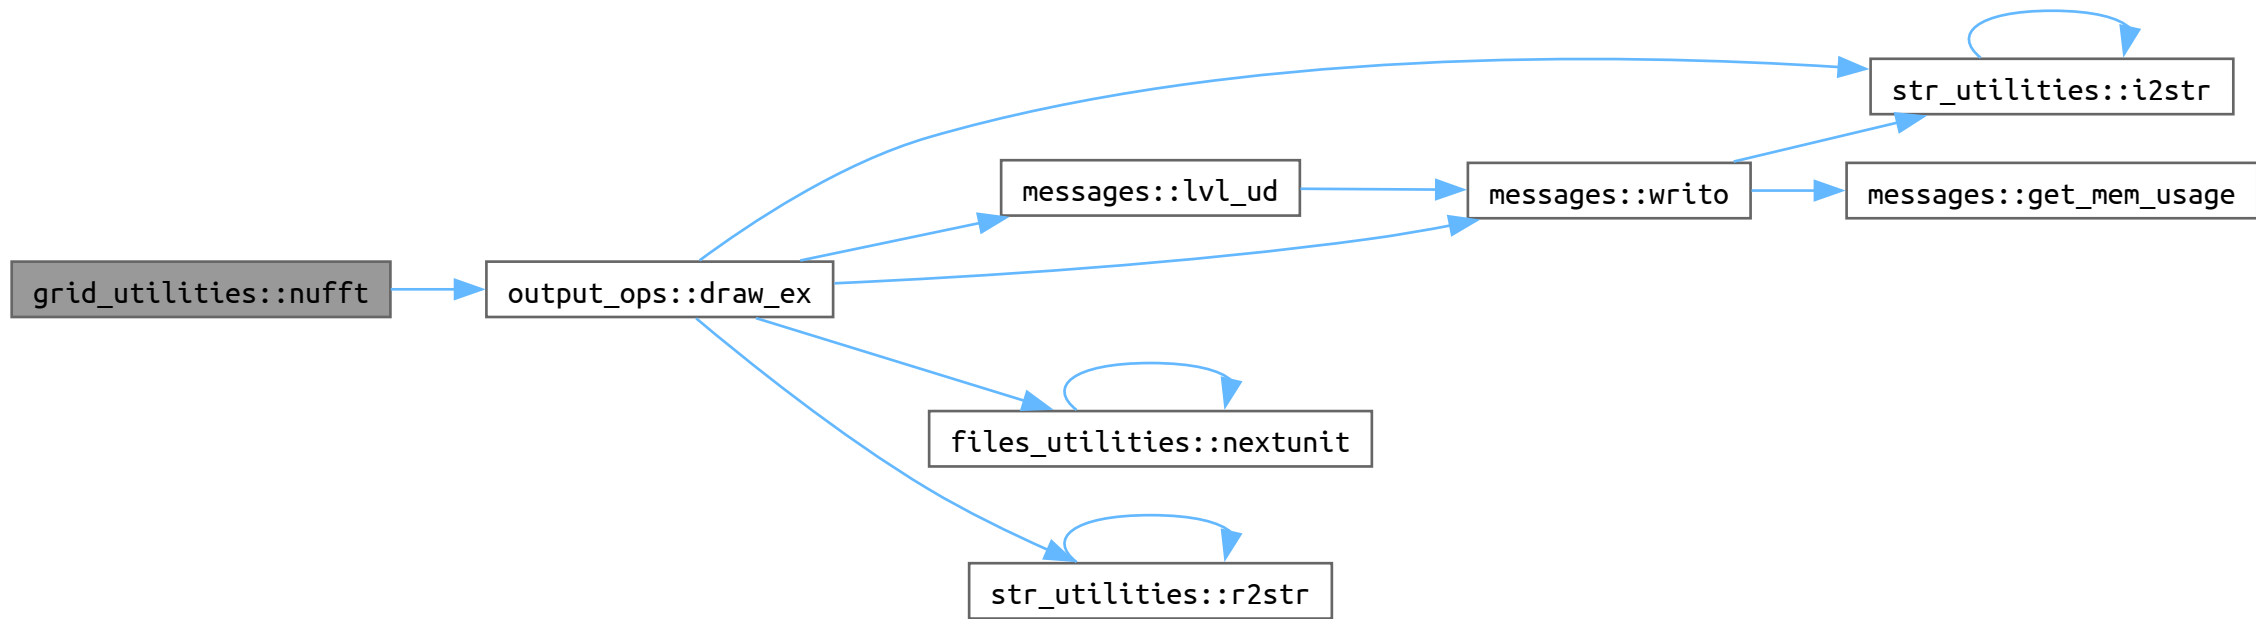 grid_utilities::nufft
output_ops::draw_ex
str_utilities::i2str
messages::lvl_ud
messages::writo
messages::get_mem_usage
files_utilities::nextunit
str_utilities::r2str